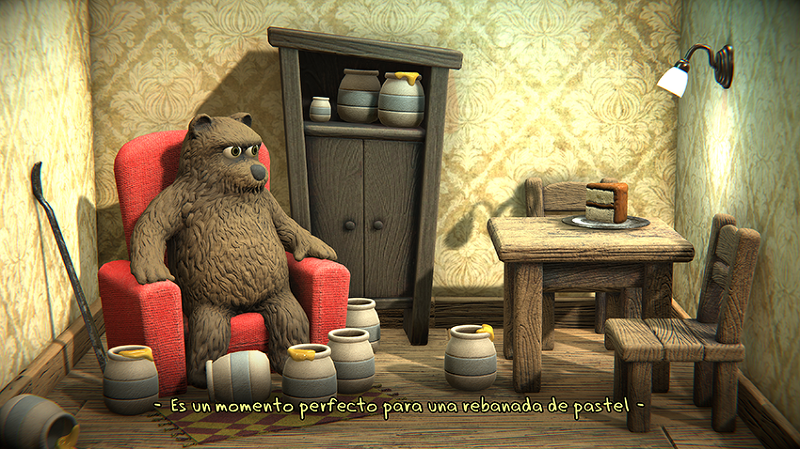 - Es un momento perfecto para una rebanada de pastel -